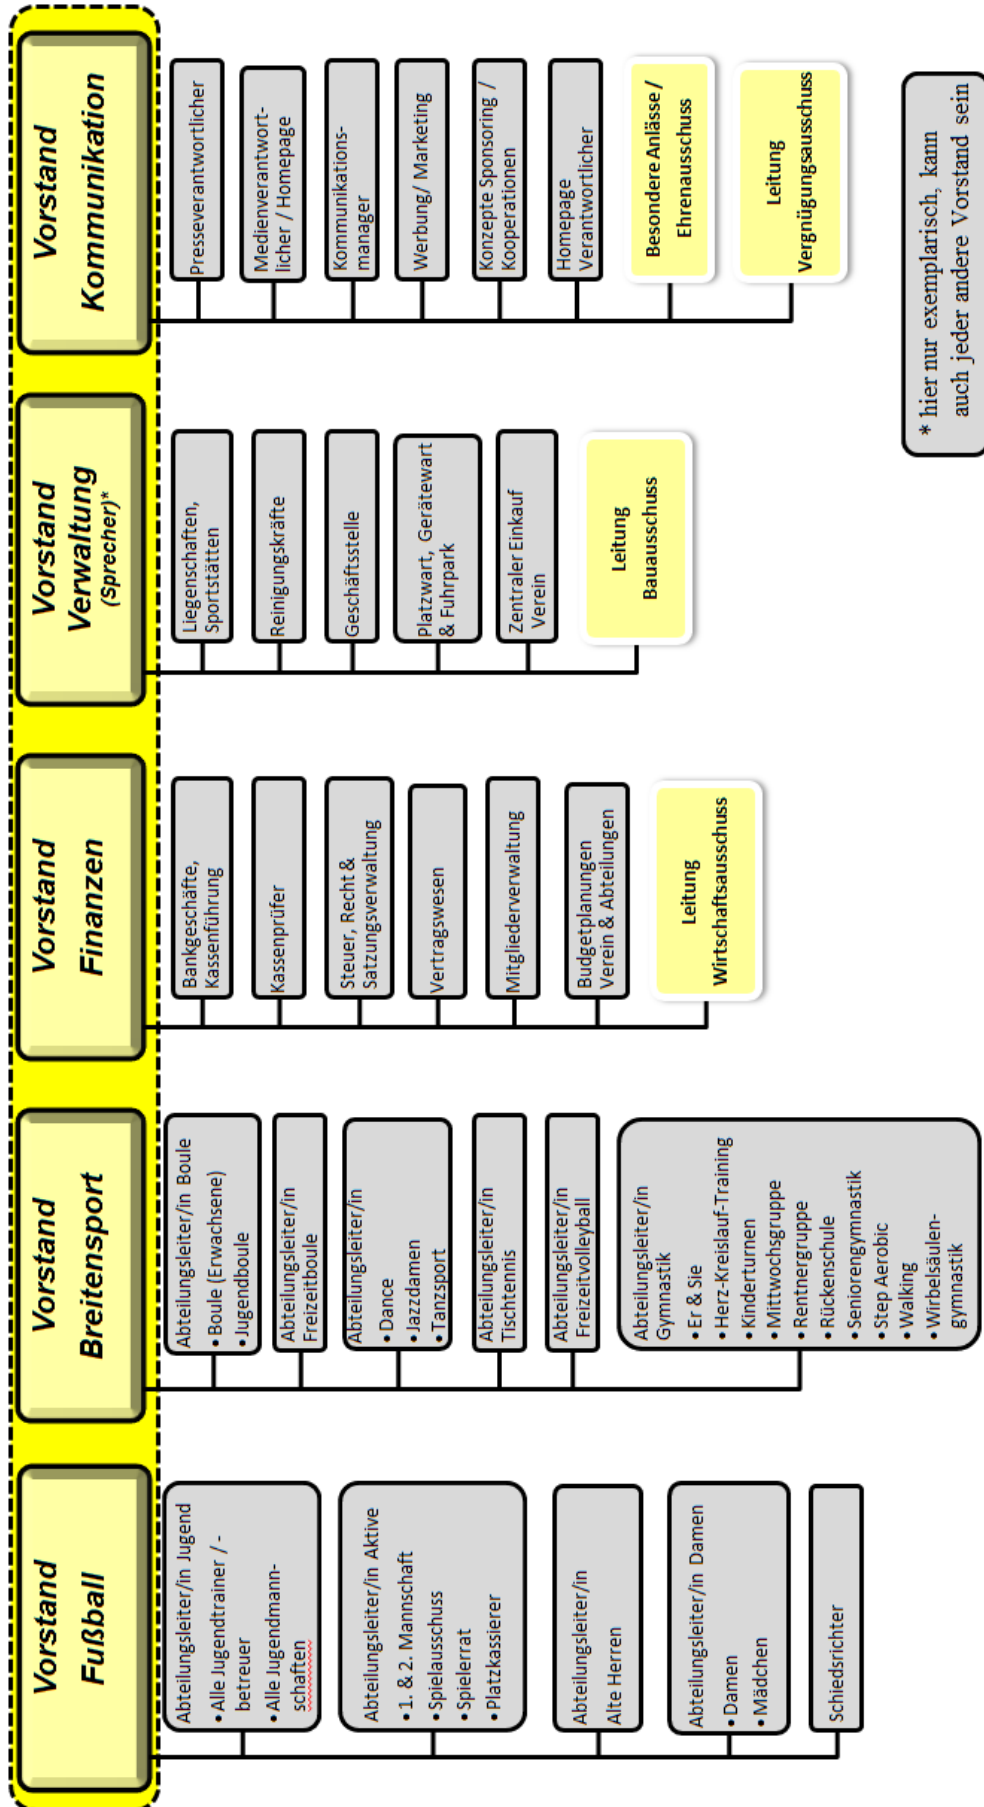 Vorstand
Fußball
Abteilungsleiter/in Jugend
• Alle Jugendtrainer / -
betreuer
• Alle Jugendmann-
schaften
Abteilungsleiter/in Aktive
• 1. & 2. Mannschaft
• Spielausschuss
• Spielerrat
• Platzkassierer
Abteilungsleiter/in
Alte Herren
Abteilungsleiter/in Damen
• Damen
• Mädchen
Schiedsrichter
Vorstand
Breitensport
Abteilungsleiter/in Boule
• Boule (Erwachsene)
• Jugendboule
Abteilungsleiter/in
Freizeitboule
Abteilungsleiter/in
• Dance
• Jazzdamen
• Tanzsport
Abteilungsleiter/in
Tischtennis
Abteilungsleiter/in
Freizeitvolleyball
Abteilungsleiter/in
Gymnastik
• Er & Sie
• Herz-Kreislauf-Training
• Kinderturnen
• Mittwochsgruppe
• Rentnergruppe
• Rückenschule
• Seniorengymnastik
• Step Aerobic
• Walking
• Wirbelsäulen-
gymnastik
Vorstand
Finanzen
Bankgeschäfte,
Kassenführung
Kassenprüfer
Steuer, Recht &
Satzungsverwaltung
Vertragswesen
Mitgliederverwaltung
Budgetplanungen
Verein & Abteilungen
Leitung
Wirtschaftsausschuss
Vorstand
Verwaltung
(Sprecher)*
Liegenschaften,
Sportstätten
Reinigungskräfte
Geschäftsstelle
Platzwart, Gerätewart
& Fuhrpark
Zentraler Einkauf
Verein
Leitung
Bauausschuss
Vorstand
Kommunikation
Presseverantwortlicher
Medienverantwort-
licher / Homepage
Kommunikations-
manager
Werbung/ Marketing
Konzepte Sponsoring /
Kooperationen
Homepage
Verantwortlicher
Besondere Anlässe /
Ehrenausschuss
Leitung
Vergnügungsausschuss
* hier nur exemplarisch, kann
auch jeder andere Vorstand sein